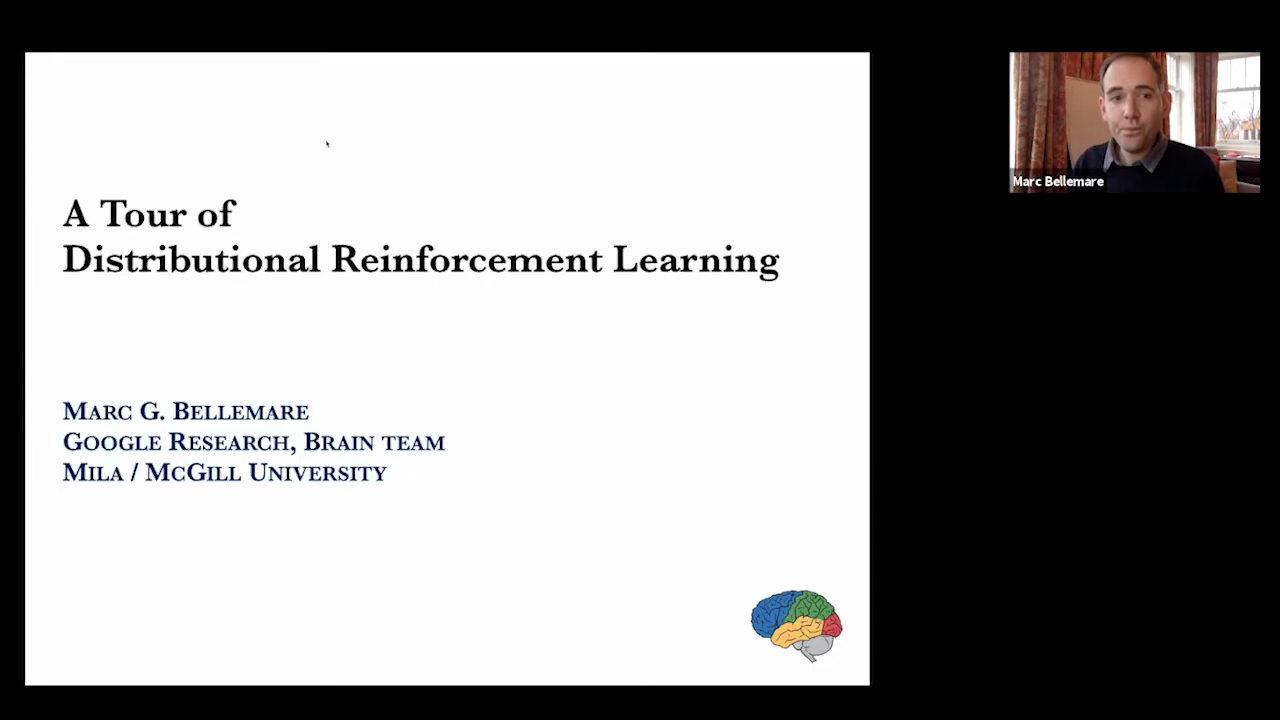 A Tour of
Distributional Reinforcement Learning
Marc G. Bellemare
Google Research, Brain team
Mila / McGill University
Marc Bellemare